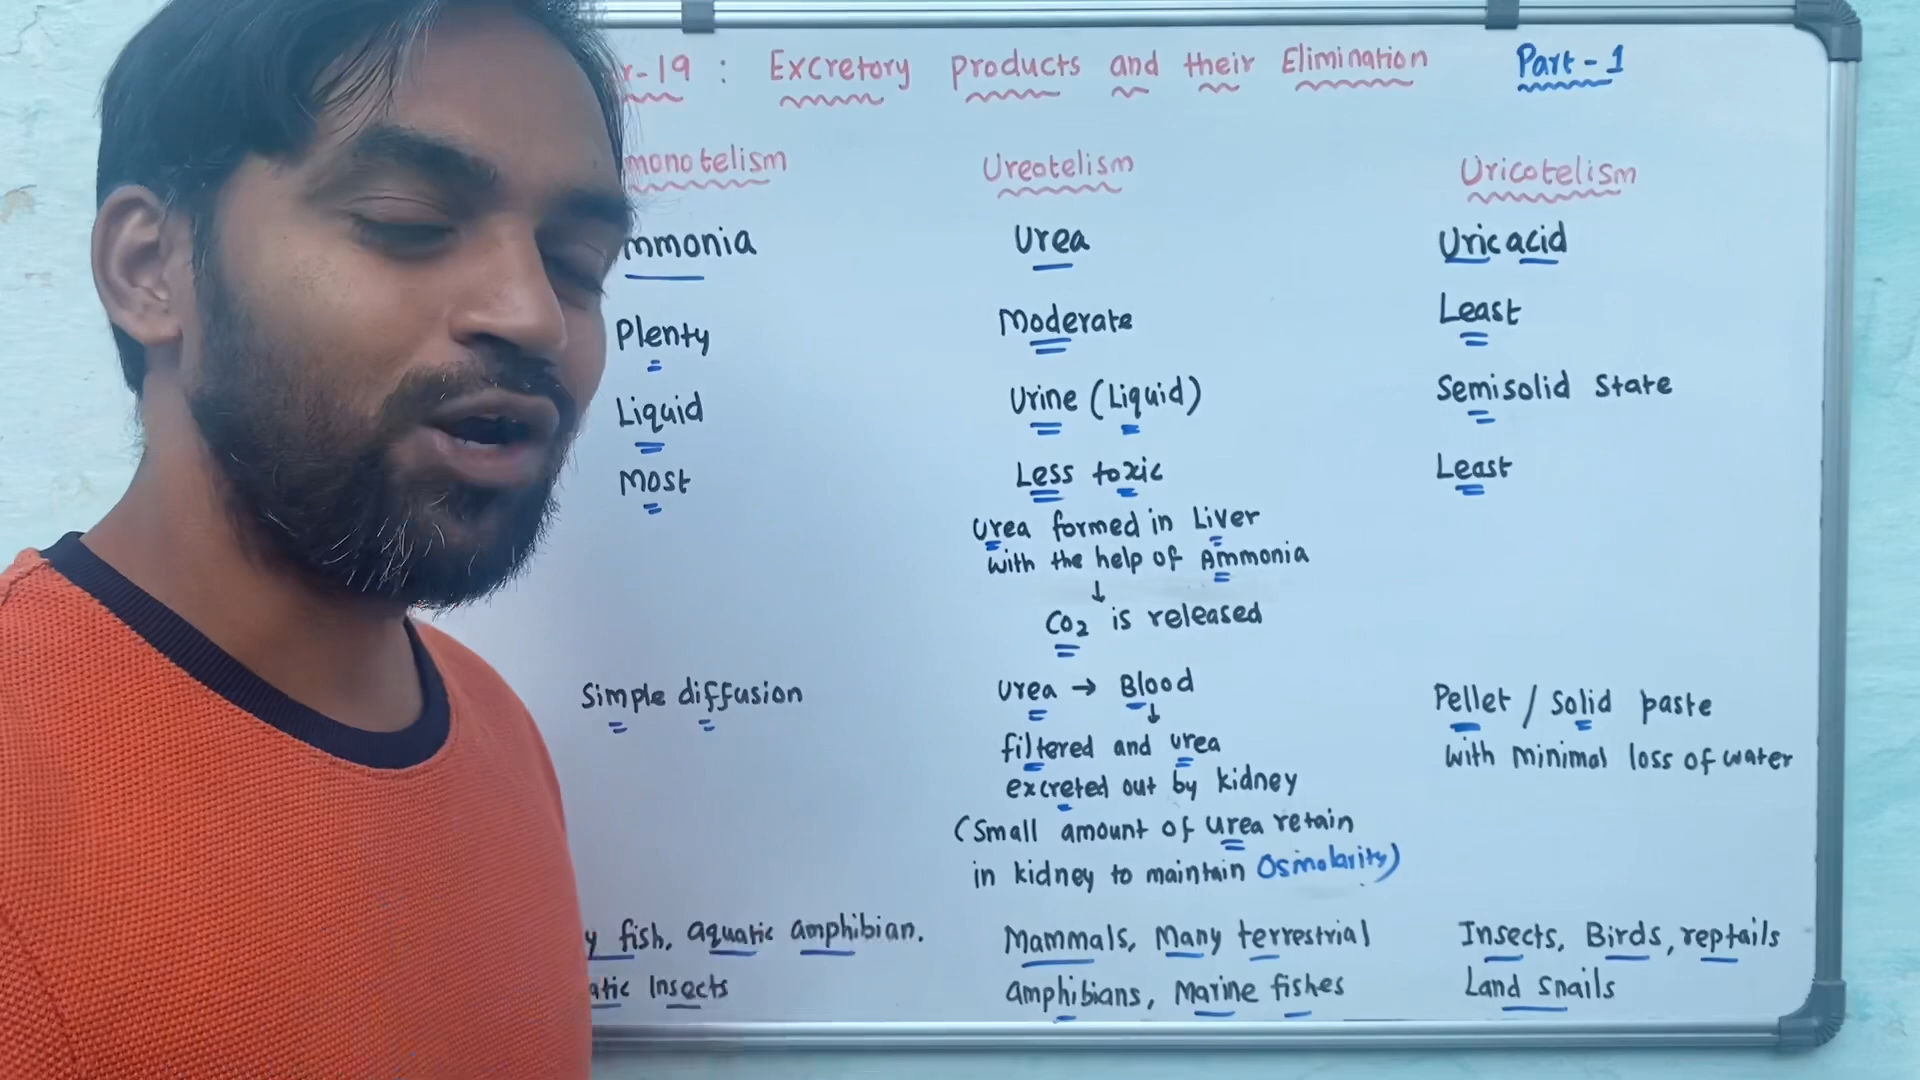 r-19 : Excretory products and their Elimination Part-1
monotelism Ureotelism Uricotelism
mmonia Urea Uric acid
Plenty Moderate Least
Liquid Urine (Liquid) Semisolid State
Most Less toxic Least
Urea formed in Liver
with the help of Ammonia
↓
CO2 is released
Simple diffusion Urea → Blood Pellet / Solid paste
↓
filtered and urea with minimal loss of water
excreted out by kidney
(Small amount of urea retain
in kidney to maintain Osmolarity)
y fish, aquatic amphibian. Mammals, Many terrestrial Insects, Birds, reptails
atic Insects amphibians, Marine fishes Land snails